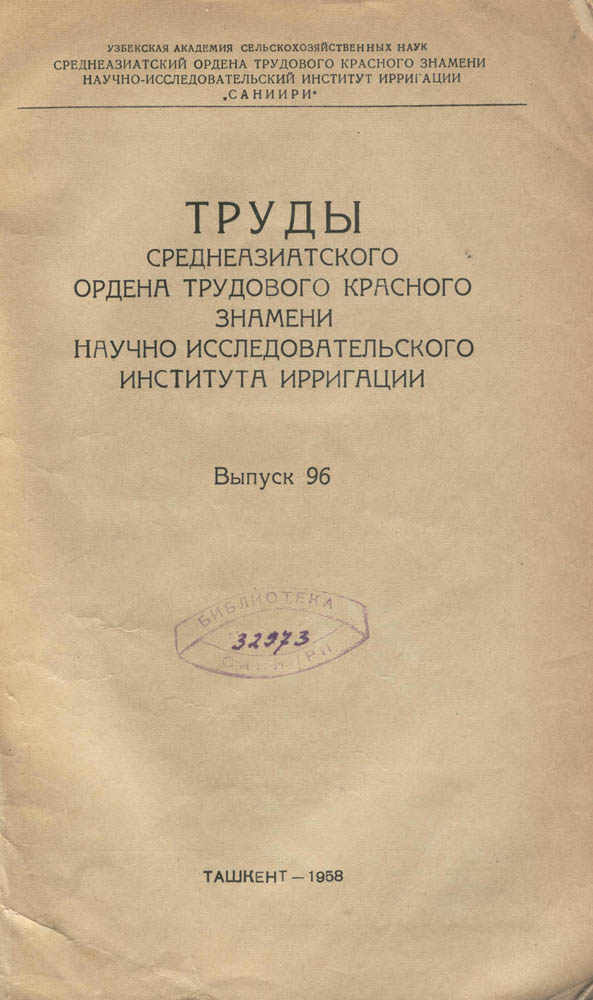 УЗБЕКСКАЯ АКАДЕМИЯ СЕЛЬСКОХОЗЯЙСТВЕННЫХ НАУК
СРЕДНЕАЗИАТСКИЙ ОРДЕНА ТРУДОВОГО КРАСНОГО ЗНАМЕНИ
НАУЧНО-ИССЛЕДОВАТЕЛЬСКИЙ ИНСТИТУТ ИРРИГАЦИИ
„САНИИРИ“
ТРУДЫ
СРЕДНЕАЗИАТСКОГО
ОРДЕНА ТРУДОВОГО КРАСНОГО
ЗНАМЕНИ
НАУЧНО ИССЛЕДОВАТЕЛЬСКОГО
ИНСТИТУТА ИРРИГАЦИИ
Выпуск 96
БИБЛИОТЕКА
32973
ТАШКЕНТ — 1958